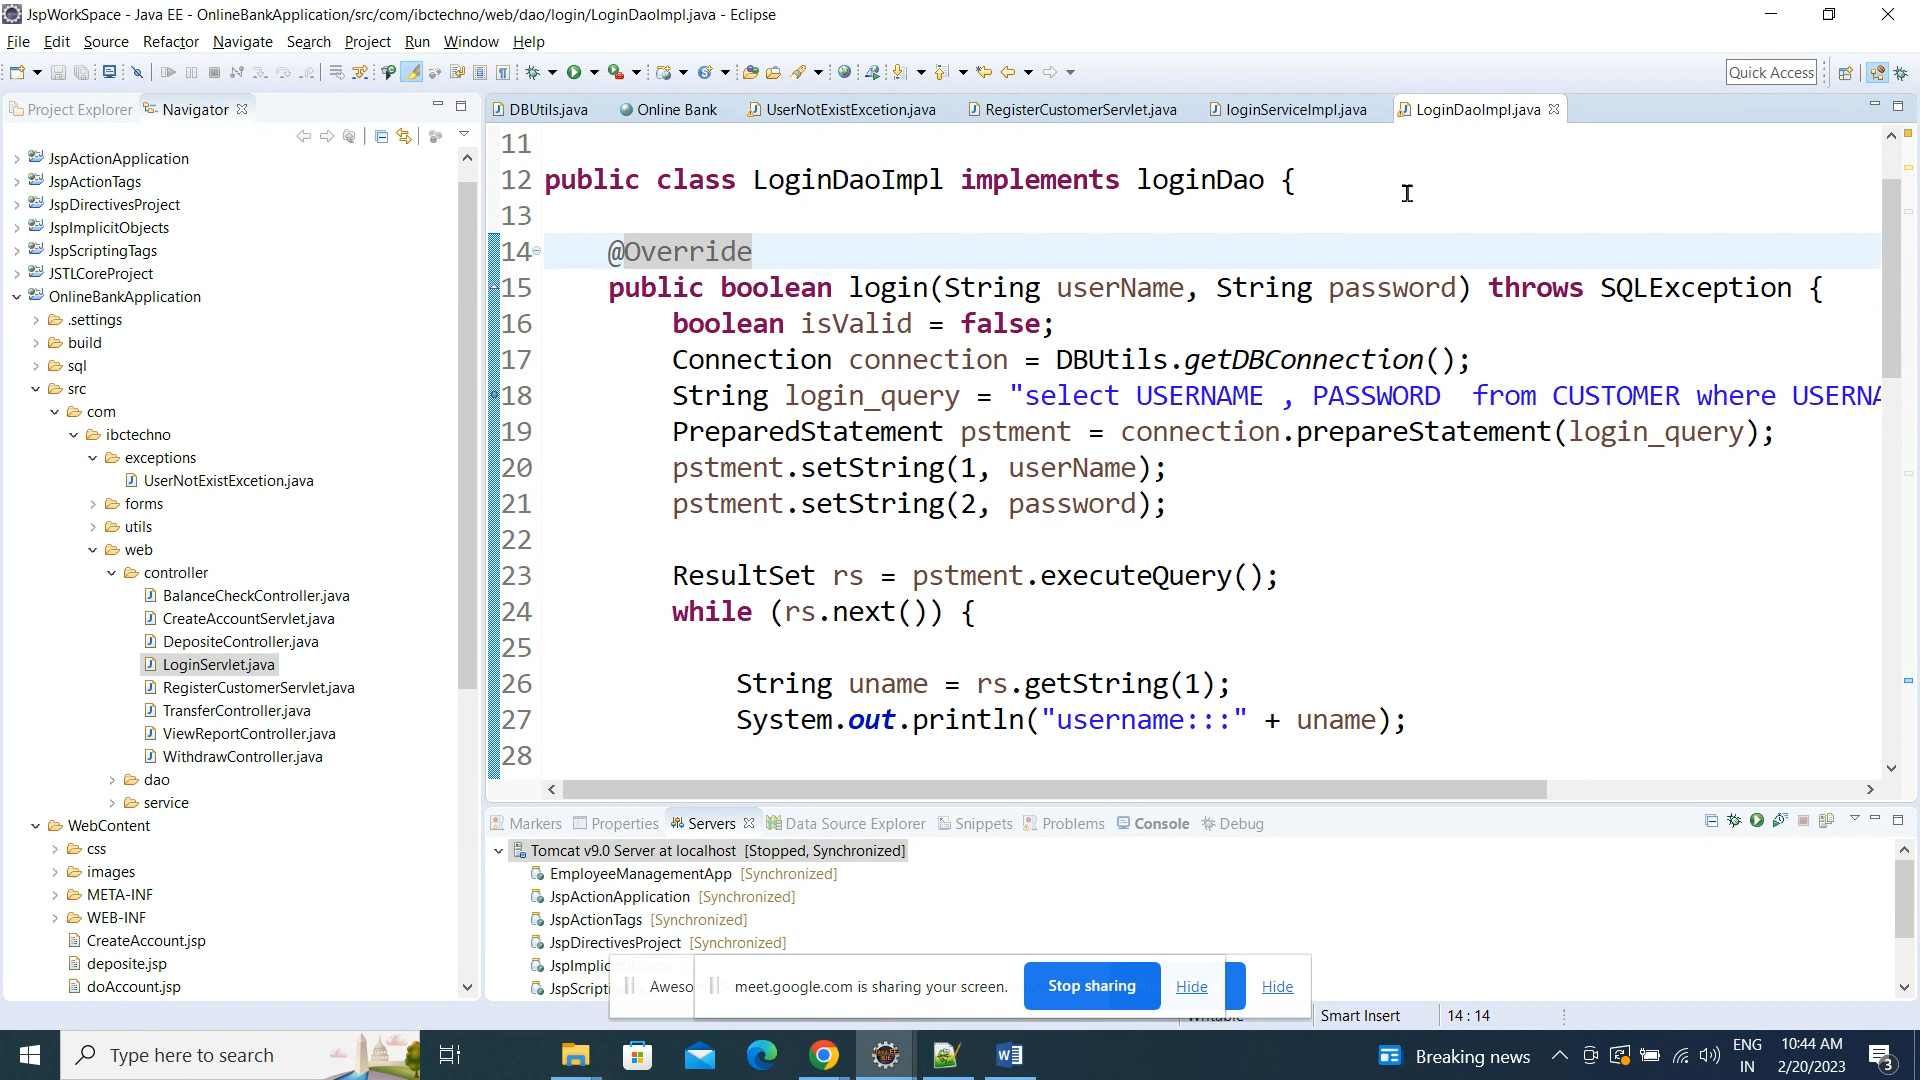 JspWorkSpace - Java EE - OnlineBankApplication/src/com/ibctechno/web/dao/login/LoginDaoImpl.java - Eclipse
File Edit Source Refactor Navigate Search Project Run Window Help
Quick Access
Project Explorer Navigator
DBUtils.java Online Bank UserNotExistExcetion.java RegisterCustomerServlet.java loginServiceImpl.java LoginDaoImpl.java
JspActionApplication
JspActionTags
JspDirectivesProject
JspImplicitObjects
JspScriptingTags
JSTLCoreProject
OnlineBankApplication
.settings
build
sql
src
com
ibctechno
exceptions
UserNotExistExcetion.java
forms
utils
web
controller
BalanceCheckController.java
CreateAccountServlet.java
DepositeController.java
LoginServlet.java
RegisterCustomerServlet.java
TransferController.java
ViewReportController.java
WithdrawController.java
dao
service
WebContent
css
images
META-INF
WEB-INF
CreateAccount.jsp
deposite.jsp
doAccount.jsp
11
12 public class LoginDaoImpl implements loginDao {
13
14 @Override
15 public boolean login(String userName, String password) throws SQLException {
16 boolean isValid = false;
17 Connection connection = DBUtils.getDBConnection();
18 String login_query = "select USERNAME , PASSWORD  from CUSTOMER where USERNA
19 PreparedStatement pstment = connection.prepareStatement(login_query);
20 pstment.setString(1, userName);
21 pstment.setString(2, password);
22
23 ResultSet rs = pstment.executeQuery();
24 while (rs.next()) {
25
26 String uname = rs.getString(1);
27 System.out.println("username:::" + uname);
28
Markers Properties Servers Data Source Explorer Snippets Problems Console Debug
Tomcat v9.0 Server at localhost [Stopped, Synchronized]
EmployeeManagementApp [Synchronized]
JspActionApplication [Synchronized]
JspActionTags [Synchronized]
JspDirectivesProject [Synchronized]
JspImplic
JspScripti
Aweso
meet.google.com is sharing your screen. Stop sharing Hide Hide
Smart Insert 14 : 14
Type here to search
Breaking news
ENG
IN
10:44 AM
2/20/2023
3